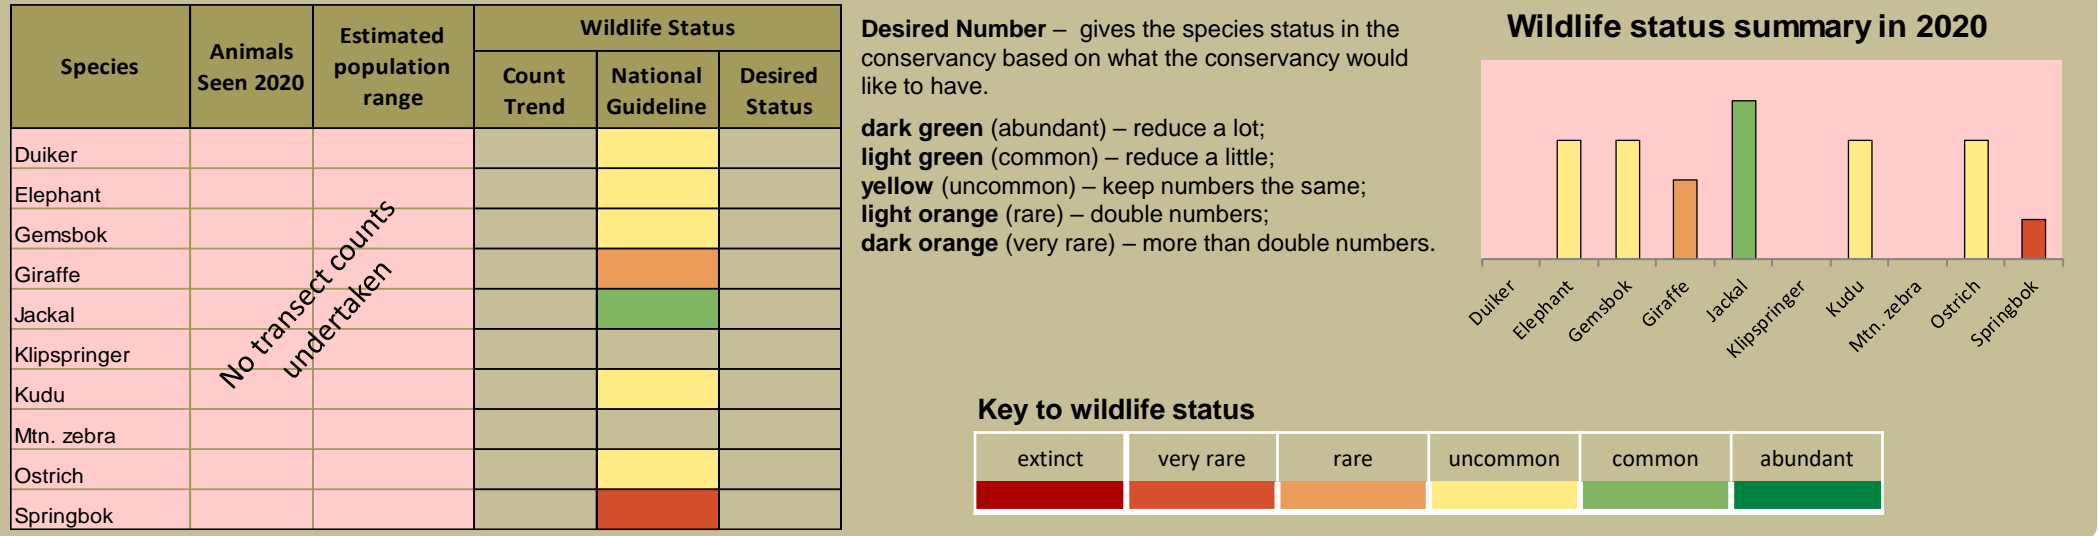 Species
Animals
Seen 2020
Estimated
population
range
Wildlife Status
Count
Trend
National
Guideline
Desired
Status
Duiker
Elephant
Gemsbok
Giraffe
Jackal
Klipspringer
Kudu
Mtn. zebra
Ostrich
Springbok
No transect counts
undertaken
Desired Number – gives the species status in the
conservancy based on what the conservancy would
like to have.
dark green (abundant) – reduce a lot;
light green (common) – reduce a little;
yellow (uncommon) – keep numbers the same;
light orange (rare) – double numbers;
dark orange (very rare) – more than double numbers.
Wildlife status summary in 2020
Duiker
Elephant
Gemsbok
Giraffe
Jackal
Klipspringer
Kudu
Mtn. zebra
Ostrich
Springbok
Key to wildlife status
extinct very rare rare uncommon common abundant